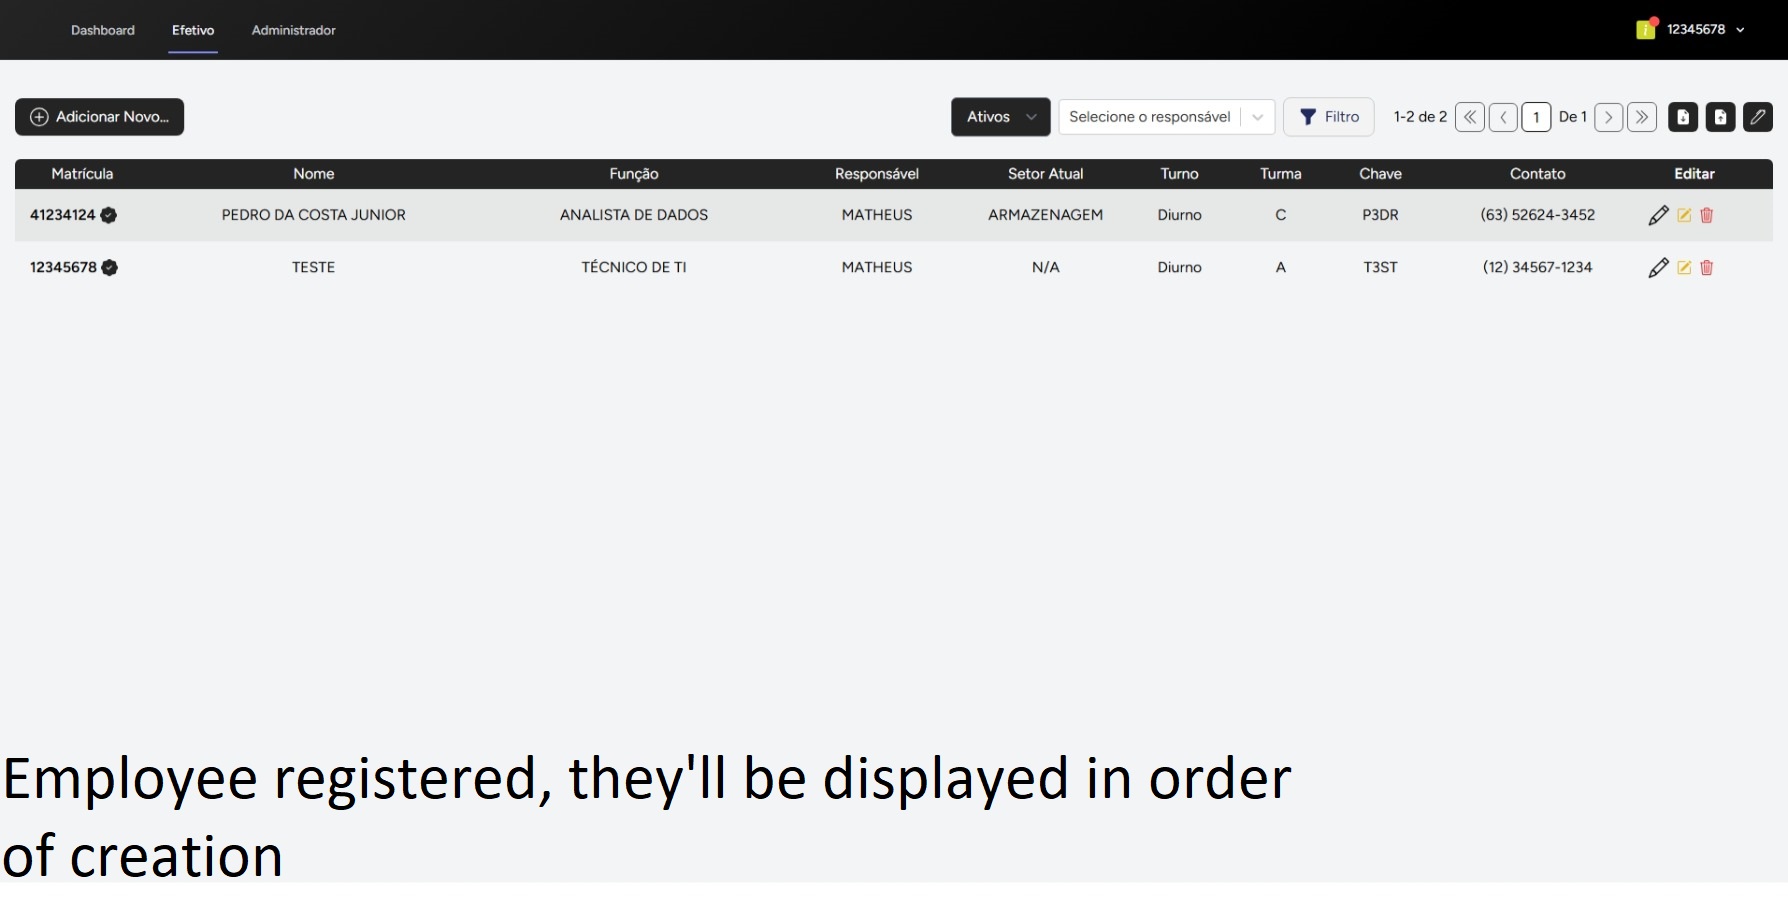 Dashboard Efetivo Administrador 12345678
Adicionar Novo... Ativos Selecione o responsável Filtro 1-2 de 2 1 De 1
Matrícula Nome Função Responsável Setor Atual Turno Turma Chave Contato Editar
41234124 PEDRO DA COSTA JUNIOR ANALISTA DE DADOS MATHEUS ARMAZENAGEM Diurno C P3DR (63) 52624-3452
12345678 TESTE TÉCNICO DE TI MATHEUS N/A Diurno A T3ST (12) 34567-1234
Employee registered, they'll be displayed in order
of creation